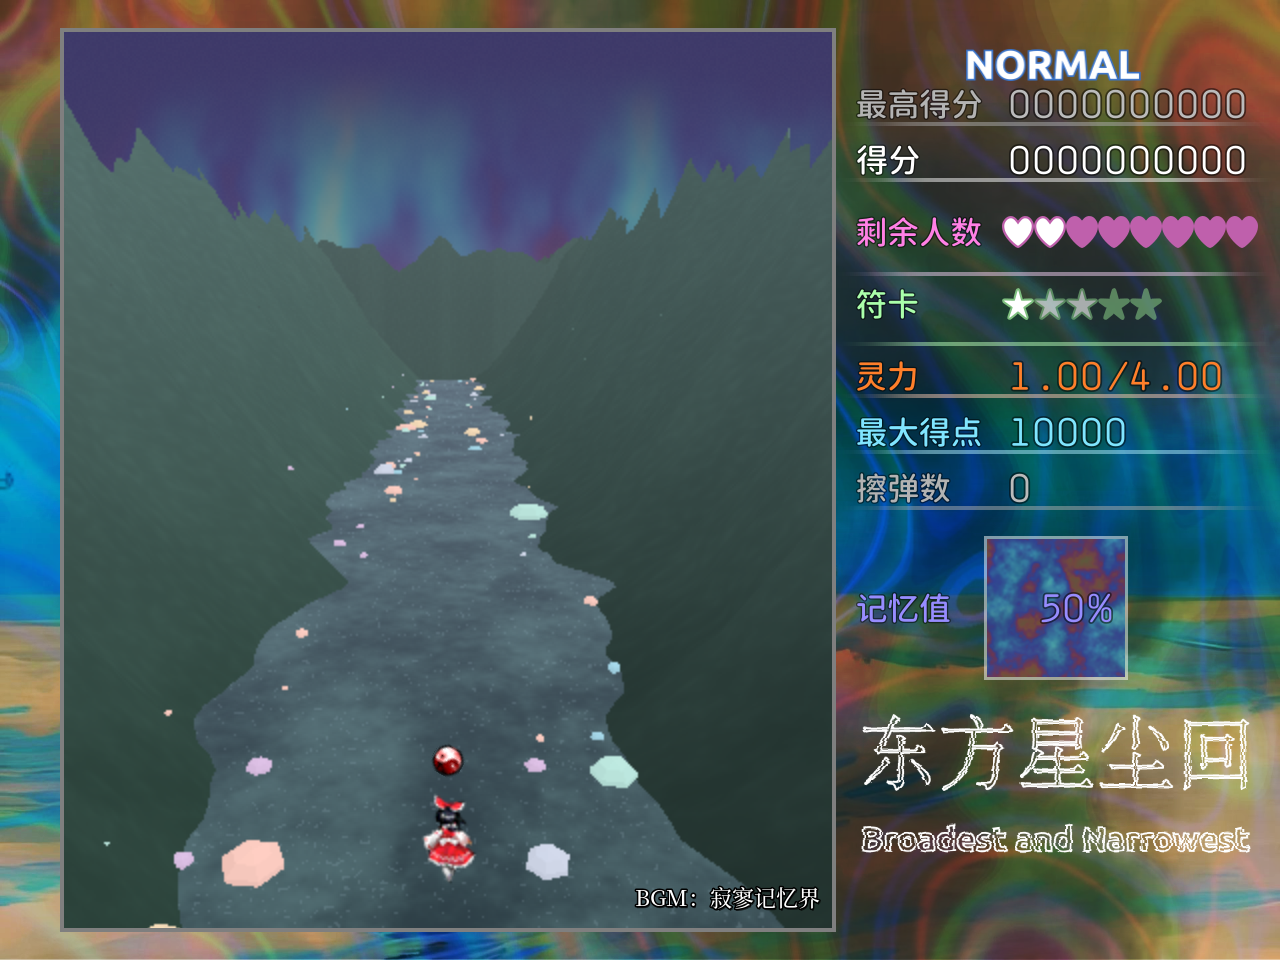 NORMAL
最高得分 0000000000
得分 0000000000
剩余人数
符卡
灵力 1.00/4.00
最大得点 10000
擦弹数 0
记忆值 50%
东方星尘回
Broadest and Narrowest
BGM：寂寥记忆界